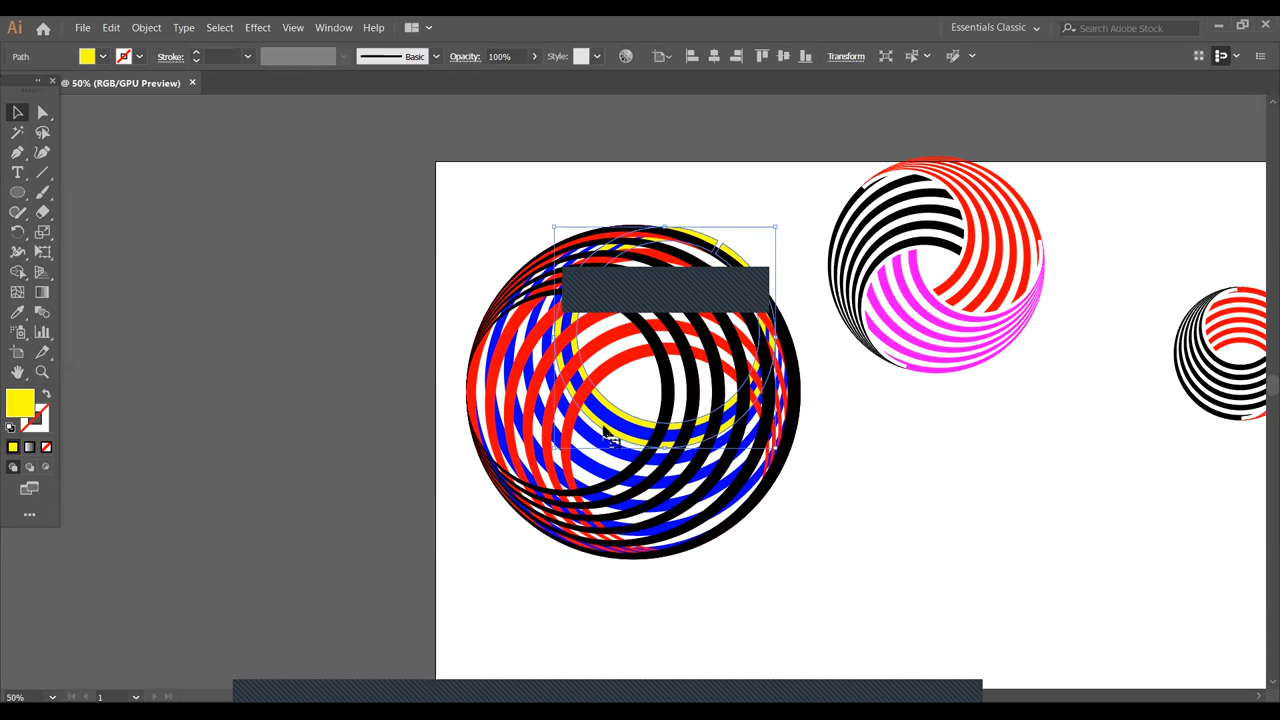 Ai File Edit Object Type Select Effect View Window Help Essentials Classic Search Adobe Stock
Path Stroke: Basic Opacity: 100% Style: Transform
@ 50% (RGB/GPU Preview)
50% 1